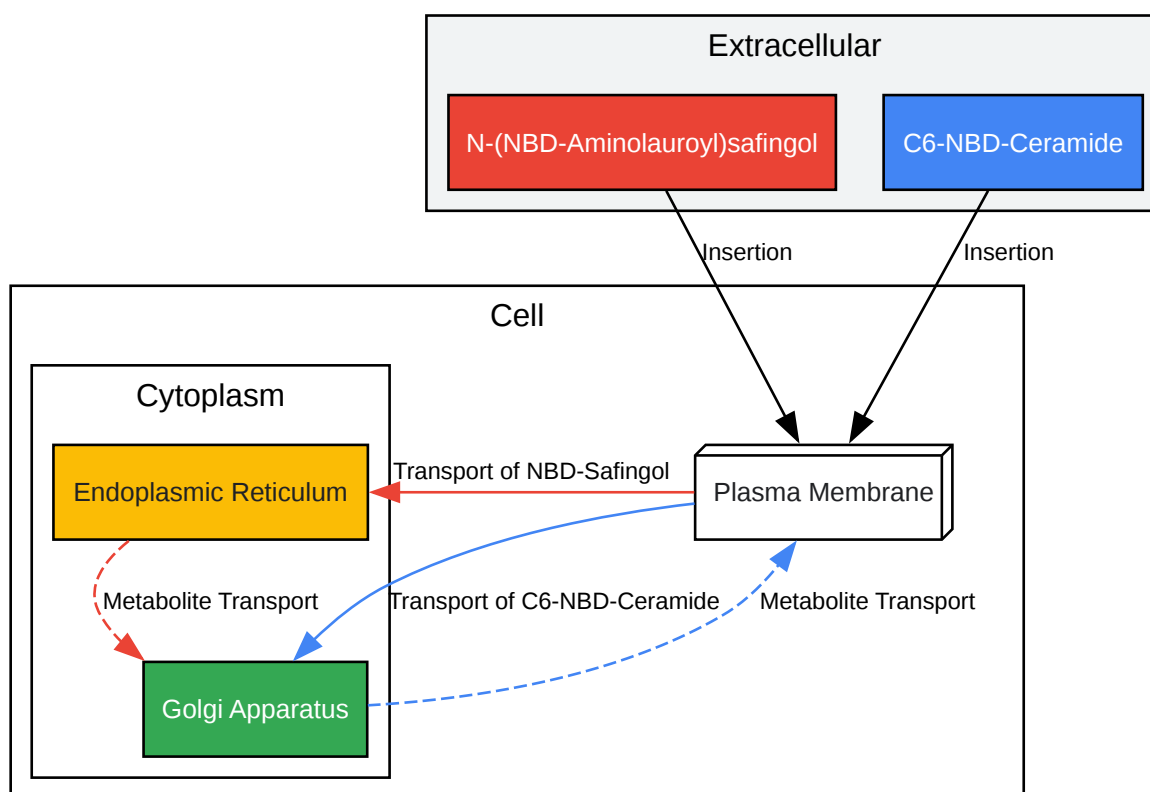 Extracellular
N-(NBD-Aminolauroyl)safingol
C6-NBD-Ceramide
Insertion
Insertion
Cell
Cytoplasm
Endoplasmic Reticulum
Transport of NBD-Safingol
Plasma Membrane
Metabolite Transport
Transport of C6-NBD-Ceramide
Metabolite Transport
Golgi Apparatus